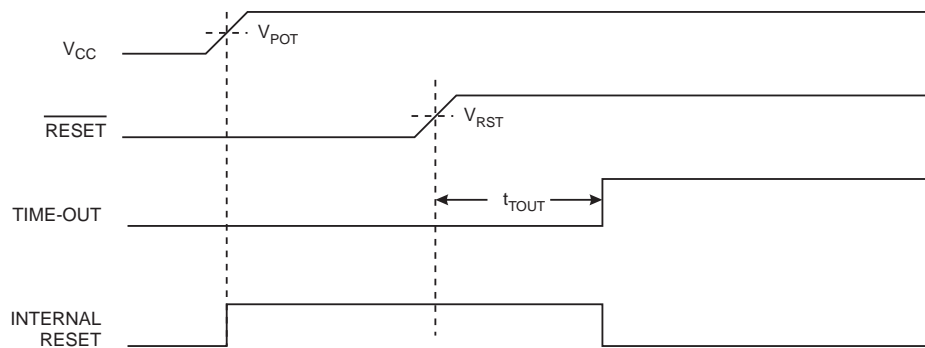 VCC
VPOT
RESET
VRST
TIME-OUT
tTOUT
INTERNAL
RESET